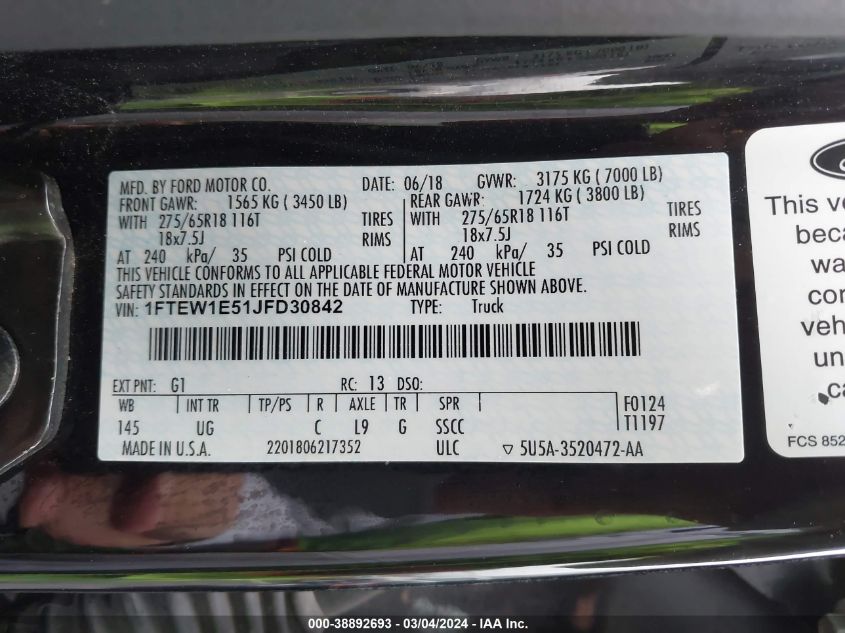 MFD. BY FORD MOTOR CO. DATE: 06/18 GVWR: 3175 KG ( 7000 LB)
FRONT GAWR: 1565 KG ( 3450 LB) REAR GAWR: 1724 KG ( 3800 LB)
WITH 275/65R18 116T TIRES WITH 275/65R18 116T TIRES
18x7.5J RIMS 18x7.5J RIMS
AT 240 kPa/ 35 PSI COLD AT 240 kPa/ 35 PSI COLD
THIS VEHICLE CONFORMS TO ALL APPLICABLE FEDERAL MOTOR VEHICLE
SAFETY STANDARDS IN EFFECT ON THE DATE OF MANUFACTURE SHOWN ABOVE.
VIN: 1FTEW1E51JFD30842 TYPE: Truck
EXT PNT: G1 RC: 13 DSO:
WB INT TR TP/PS R AXLE TR SPR F0124
145 UG C L9 G SSCC T1197
MADE IN U.S.A. 2201806217352 ULC ▽ 5U5A-3520472-AA
This ve
beca
wa
con
vehi
un
ca
FCS 852
000-38892693 - 03/04/2024 - IAA Inc.